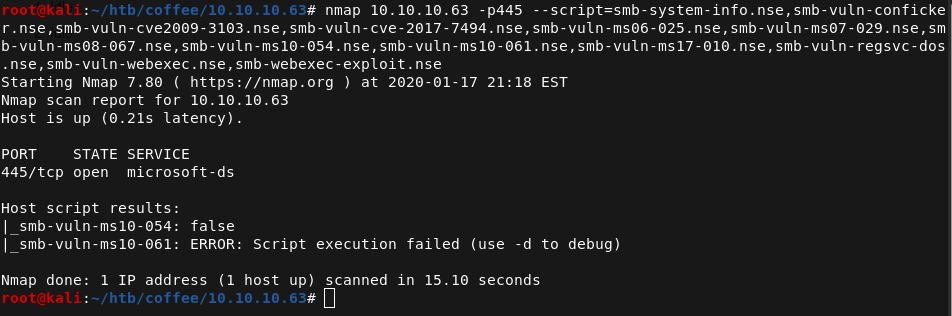 root@kali:~/htb/coffee/10.10.10.63# nmap 10.10.10.63 -p445 --script=smb-system-info.nse,smb-vuln-conficke
r.nse,smb-vuln-cve2009-3103.nse,smb-vuln-cve-2017-7494.nse,smb-vuln-ms06-025.nse,smb-vuln-ms07-029.nse,sm
b-vuln-ms08-067.nse,smb-vuln-ms10-054.nse,smb-vuln-ms10-061.nse,smb-vuln-ms17-010.nse,smb-vuln-regsvc-dos
.nse,smb-vuln-webexec.nse,smb-webexec-exploit.nse
Starting Nmap 7.80 ( https://nmap.org ) at 2020-01-17 21:18 EST
Nmap scan report for 10.10.10.63
Host is up (0.21s latency).
PORT    STATE SERVICE
445/tcp open  microsoft-ds
Host script results:
|_smb-vuln-ms10-054: false
|_smb-vuln-ms10-061: ERROR: Script execution failed (use -d to debug)
Nmap done: 1 IP address (1 host up) scanned in 15.10 seconds
root@kali:~/htb/coffee/10.10.10.63#